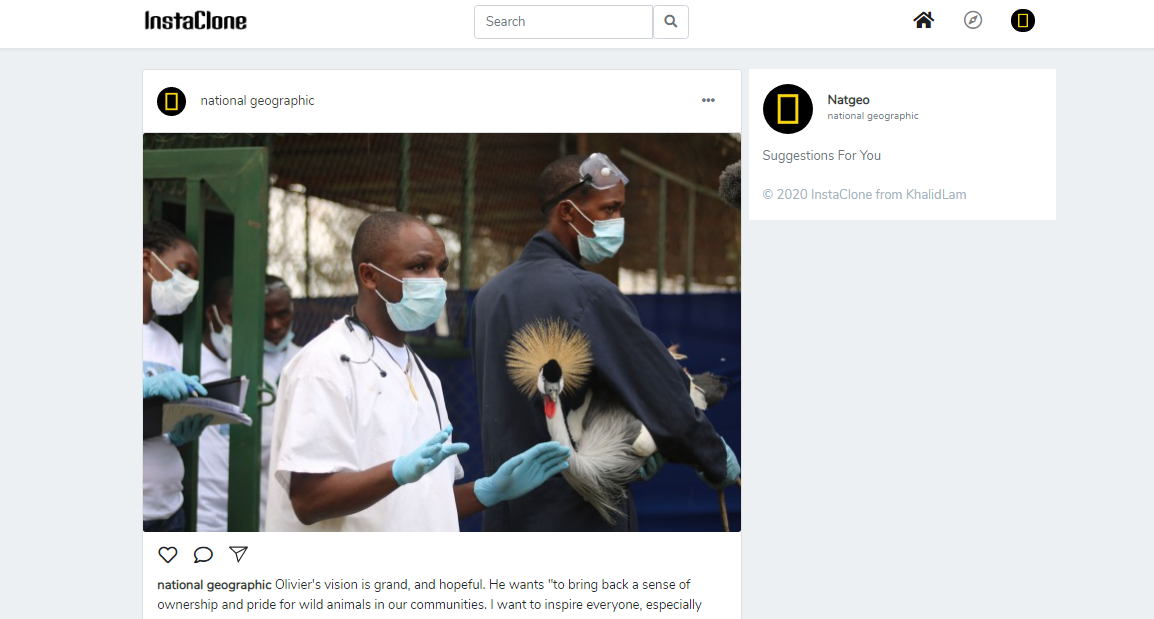 InstaClone
Search
national geographic
Natgeo
national geographic
Suggestions For You
© 2020 InstaClone from KhalidLam
national geographic Olivier's vision is grand, and hopeful. He wants "to bring back a sense of
ownership and pride for wild animals in our communities. I want to inspire everyone, especially